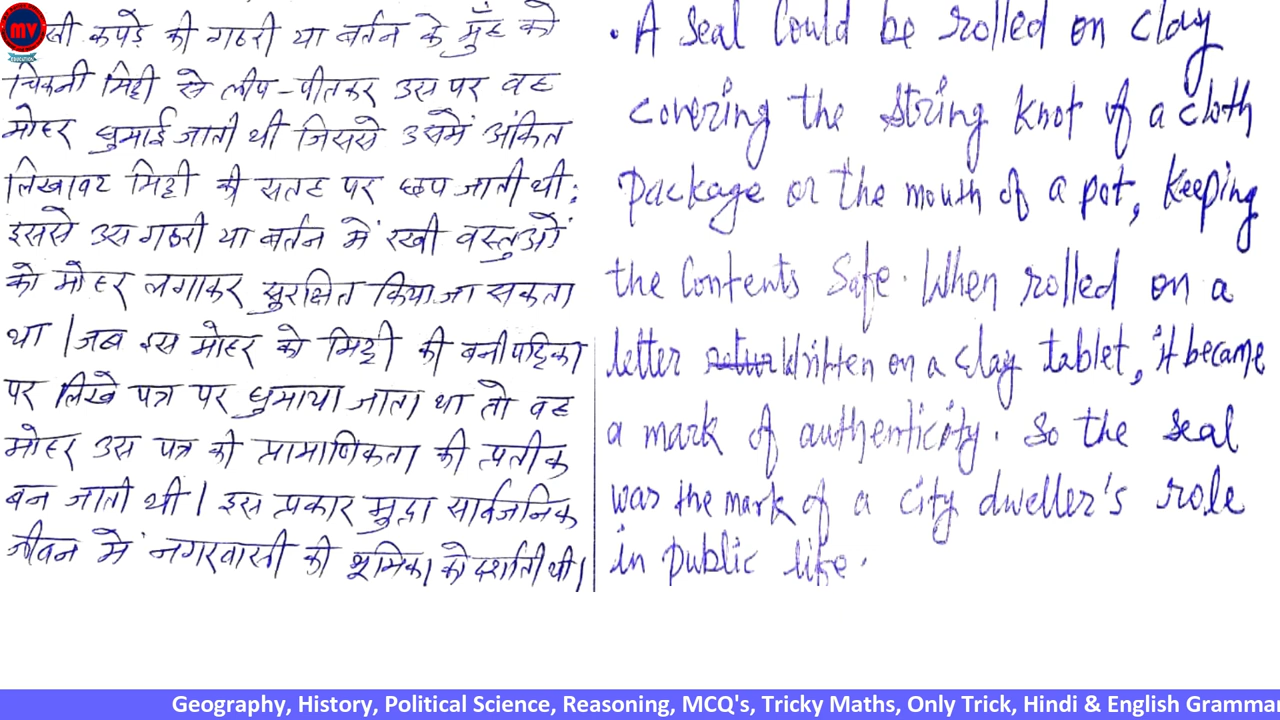 mv
EDUCATION
कपड़े की गठरी या बर्तन के मुँह को
चिकनी मिट्टी से लीप-पोतकर उस पर वह
मोहर घुमाई जाती थी जिससे उसमें अंकित
लिखावट मिट्टी की सतह पर छप जाती थी;
इससे उस गठरी या बर्तन में रखी वस्तुओं
को मोहर लगाकर सुरक्षित किया जा सकता
था। जब इस मोहर को मिट्टी की बनी पट्टिका
पर लिखे पत्र पर घुमाया जाता था तो वह
मोहर उस पत्र की प्रामाणिकता की प्रतीक
बन जाती थी। इस प्रकार मुद्रा सार्वजनिक
जीवन में नगरवासी की भूमिका को दर्शाती थी।
• A Seal Could be rolled on clay
covering the string knot of a cloth
package or the mouth of a pot, keeping
the Contents Safe. When rolled on a
letter written on a clay tablet, it became
a mark of authenticity. So the seal
was the mark of a city dweller's role
in public like.
Geography, History, Political Science, Reasoning, MCQ's, Tricky Maths, Only Trick, Hindi & English Gramma